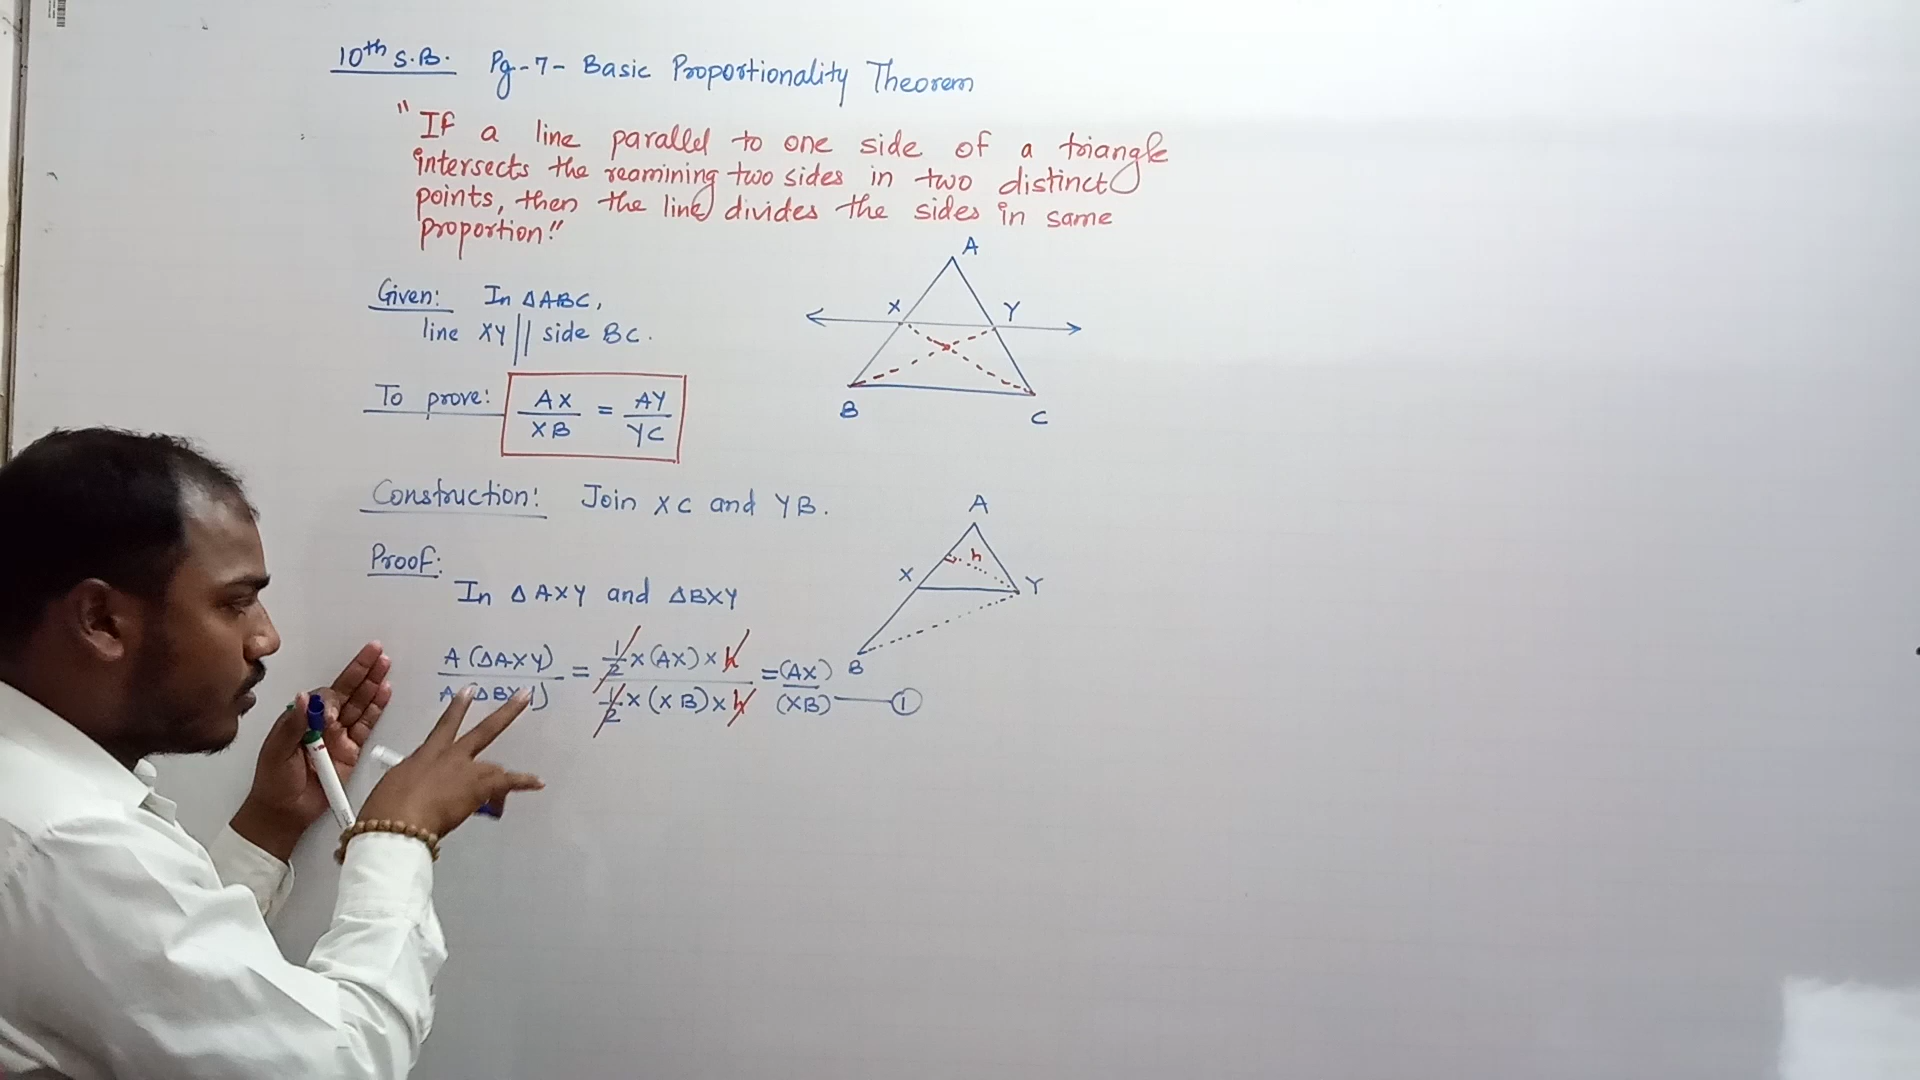 10th S.B. Pg-7- Basic Proportionality Theorem
"If a line parallel to one side of a triangle
intersects the reamining two sides in two distinct
points, then the line divides the sides in same
proportion."
A
X Y
B C
Given: In ΔABC,
line XY || side BC.
To prove: AX/XB = AY/YC
Construction: Join XC and YB.
A
h
X Y
B
Proof:
In ΔAXY and ΔBXY
A(ΔAXY)/A(ΔBXY) = 1/2 x (AX) x h / 1/2 x (XB) x h = (AX)/(XB) — ①